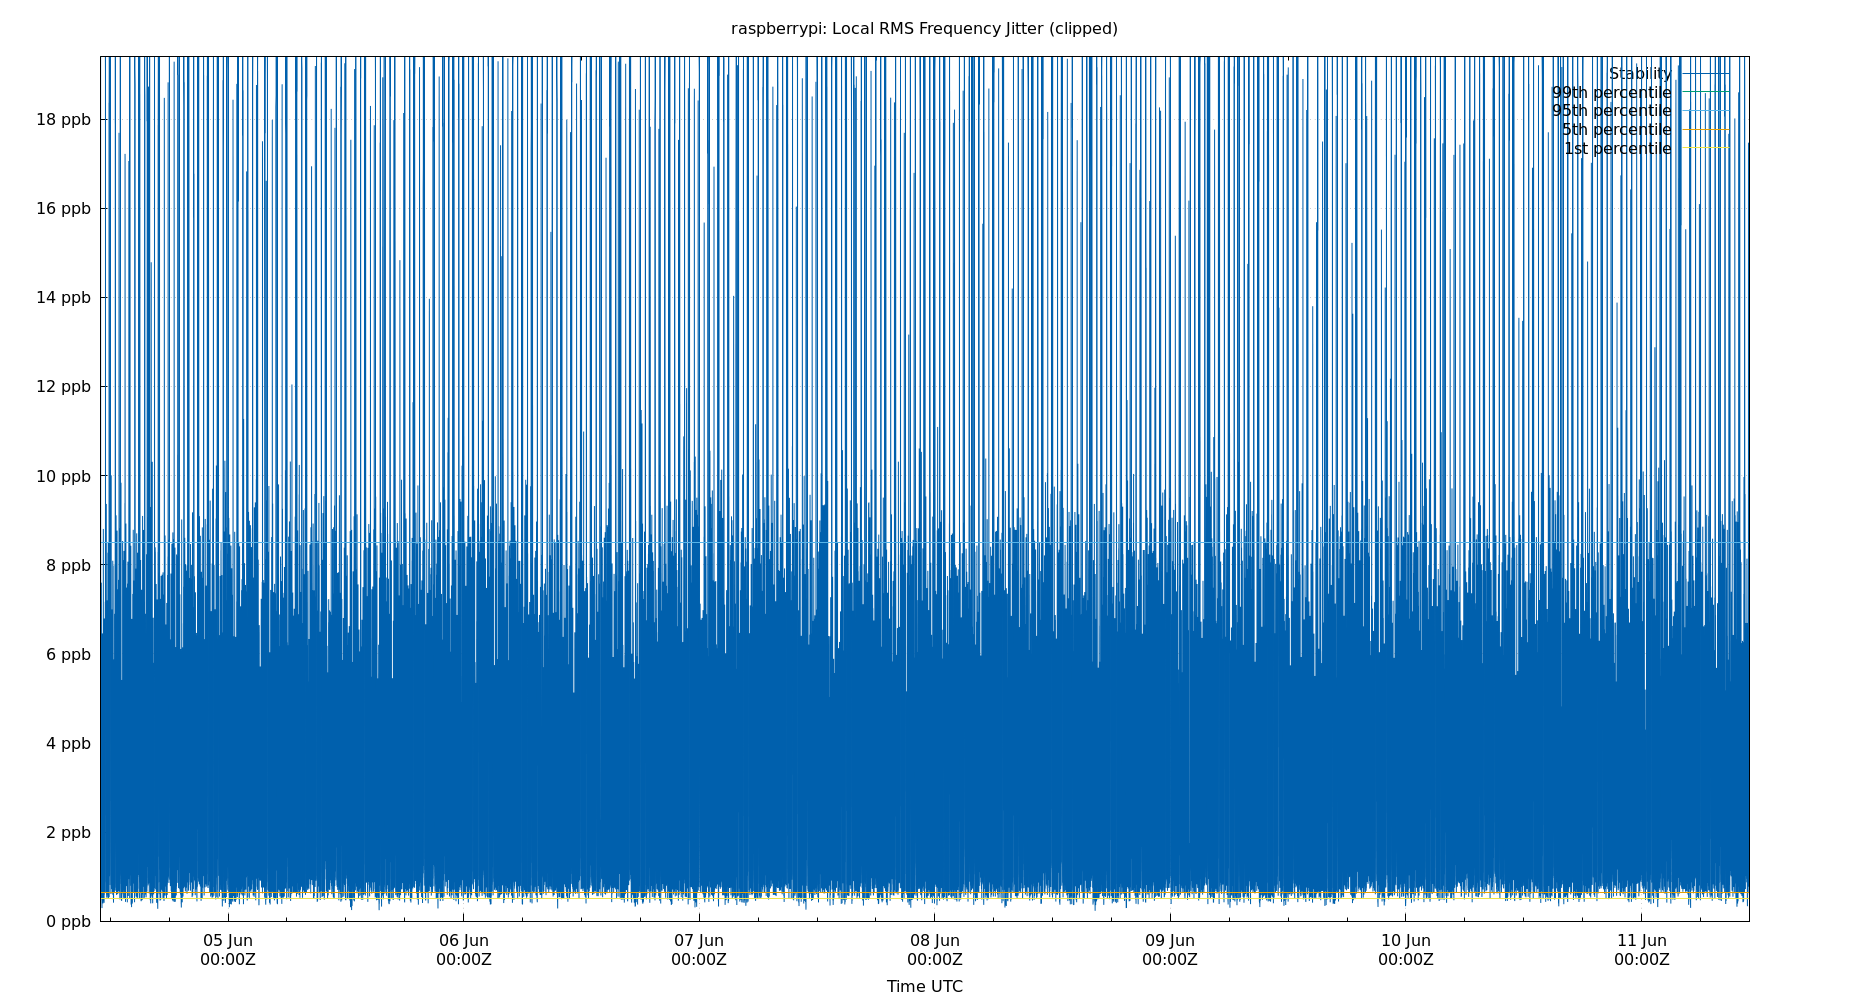 raspberrypi: Local RMS Frequency Jitter (clipped)
Stability
99th percentile
95th percentile
5th percentile
1st percentile
18 ppb
16 ppb
14 ppb
12 ppb
10 ppb
8 ppb
6 ppb
4 ppb
2 ppb
0 ppb
05 Jun 06 Jun 07 Jun 08 Jun 09 Jun 10 Jun 11 Jun
00:00Z 00:00Z 00:00Z 00:00Z 00:00Z 00:00Z 00:00Z
Time UTC